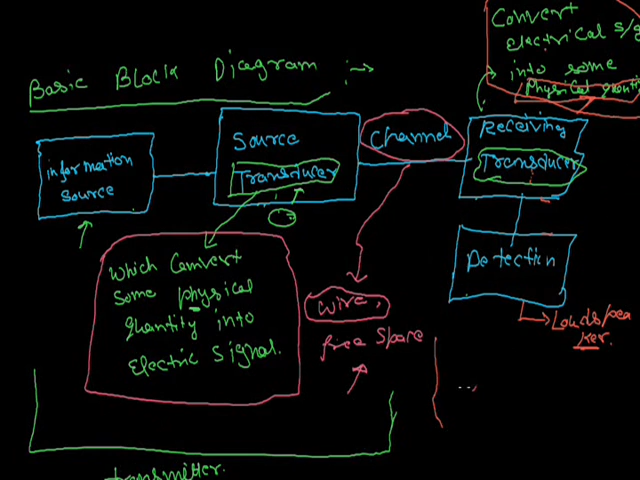 Convert
electrical s/g
into some
Physical quanti
Basic Block Diagram :→
Information
Source
Source
Transducer
Channel
Receiving
Transducer
Detection
→Loudspea
ker.
Which Convert
Some physical
quantity into
Electric Signal.
Wire,
free Space
...
transmitter.